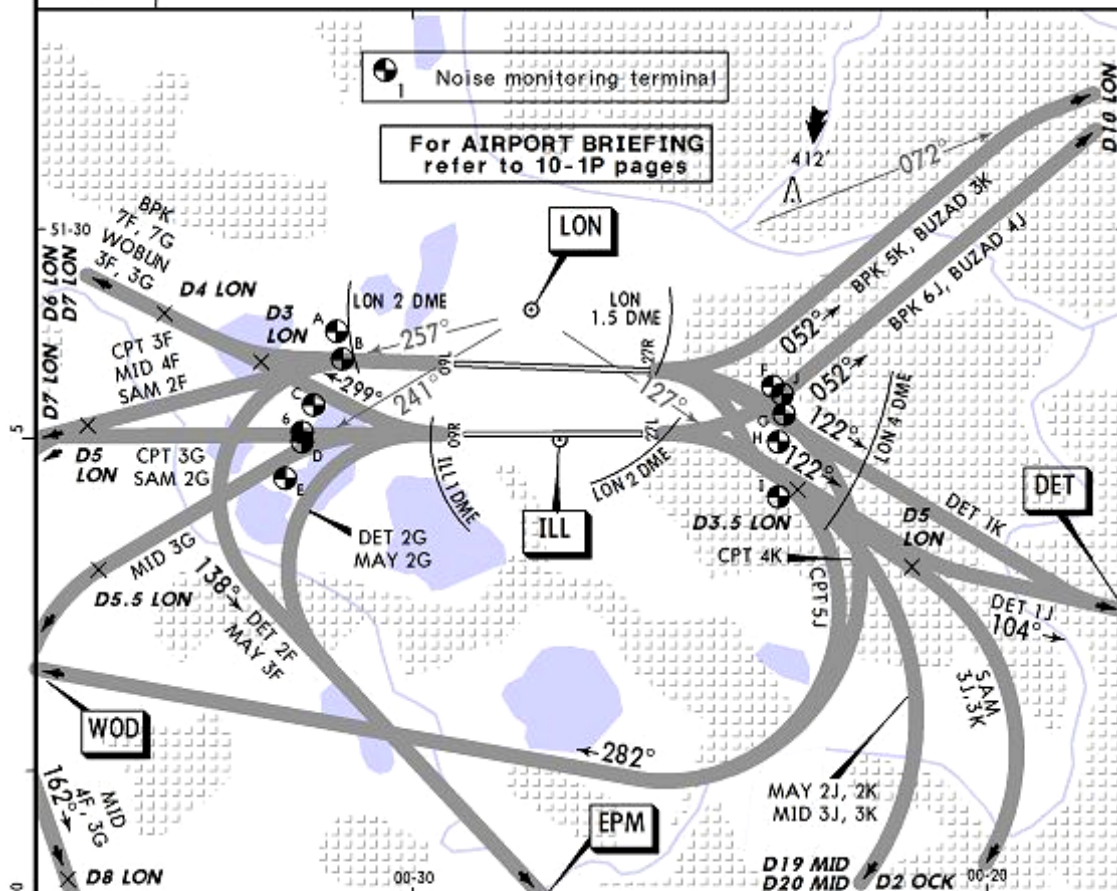 Noise monitoring terminal
1
For AIRPORT BRIEFING
refer to 10-1P pages
412'
072°
D10 LON
51-30
BPK
7F, 7G
WOBUN
3F, 3G
D6 LON
D7 LON
D4 LON
D3
LON
LON 2 DME
LON
LON
1.5 DME
BPK 5K, BUZAD 3K
BPK 6J, BUZAD 4J
052°
052°
A
B
257°
CPT 3F
MID 4F
SAM 2F
D7 LON
09L
27R
299°
241°
127°
F
J
G
H
I
122°
122°
LON 4 DME
C
6
D
E
5
D5
LON
CPT 3G
SAM 2G
09R
27L
ILL 1 DME
LON 2 DME
ILL
DET
D3.5 LON
D5
LON
DET 1K
DET 2G
MAY 2G
CPT 4K
CPT 5J
MID 3G
D5.5 LON
138°
DET 2F
MAY 3F
DET 1J
104°
SAM
3J, 3K
WOD
282°
MAY 2J, 2K
MID 3J, 3K
162°
MID
4F, 3G
EPM
D8 LON
00-30
D19 MID
D20 MID
D2 OCK
00-20
0